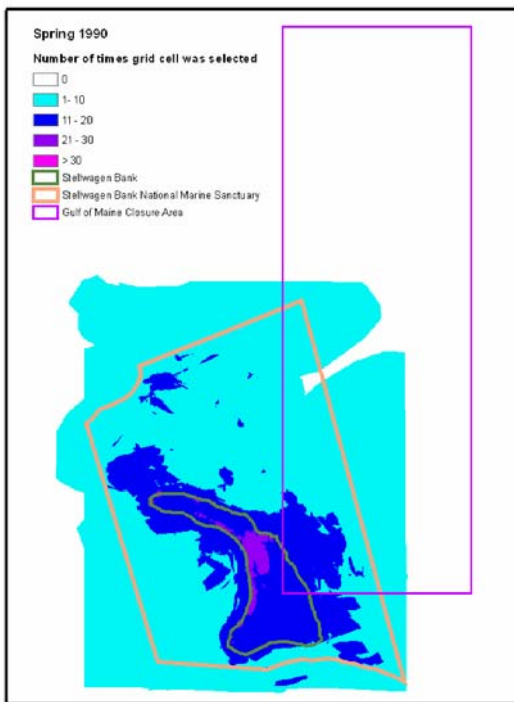 Spring 1990
Number of times grid cell was selected
0
1- 10
11 - 20
21 - 30
> 30
Stellwagen Bank
Stellwagen Bank National Marine Sanctuary
Gulf of Maine Closure Area